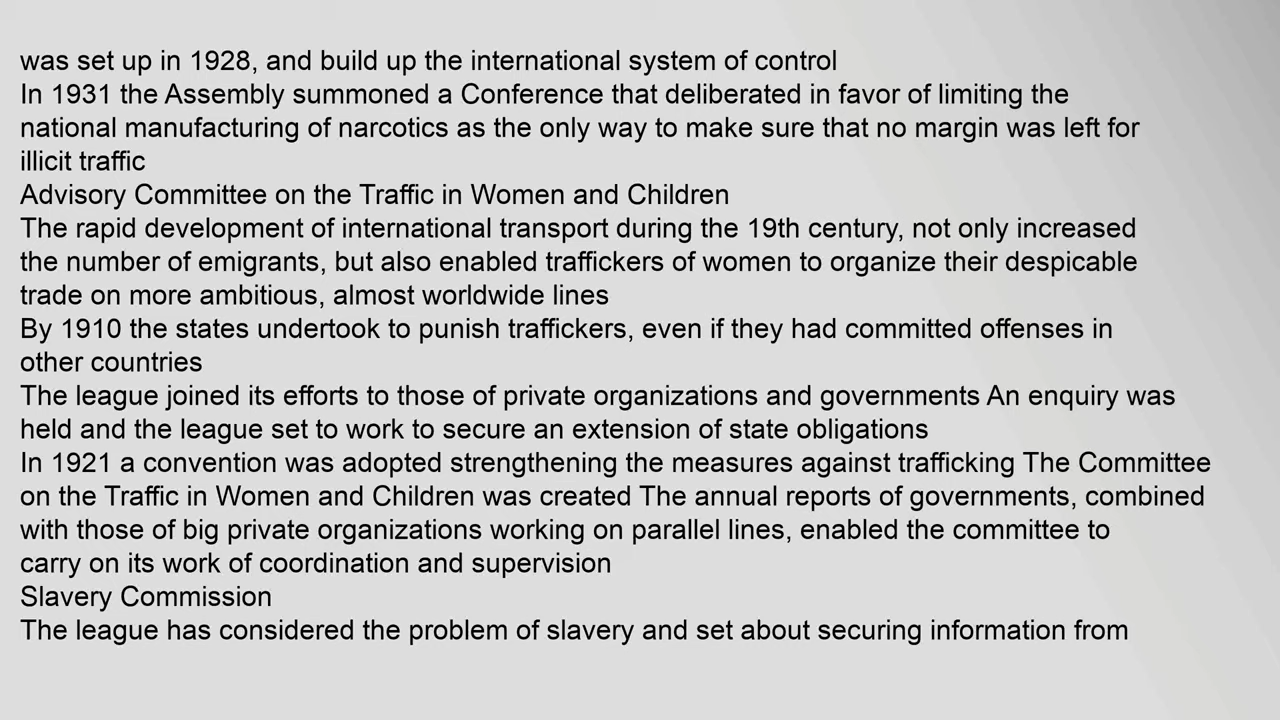 was set up in 1928, and build up the international system of control
In 1931 the Assembly summoned a Conference that deliberated in favor of limiting the
national manufacturing of narcotics as the only way to make sure that no margin was left for
illicit traffic
Advisory Committee on the Traffic in Women and Children
The rapid development of international transport during the 19th century, not only increased
the number of emigrants, but also enabled traffickers of women to organize their despicable
trade on more ambitious, almost worldwide lines
By 1910 the states undertook to punish traffickers, even if they had committed offenses in
other countries
The league joined its efforts to those of private organizations and governments An enquiry was
held and the league set to work to secure an extension of state obligations
In 1921 a convention was adopted strengthening the measures against trafficking The Committee
on the Traffic in Women and Children was created The annual reports of governments, combined
with those of big private organizations working on parallel lines, enabled the committee to
carry on its work of coordination and supervision
Slavery Commission
The league has considered the problem of slavery and set about securing information from